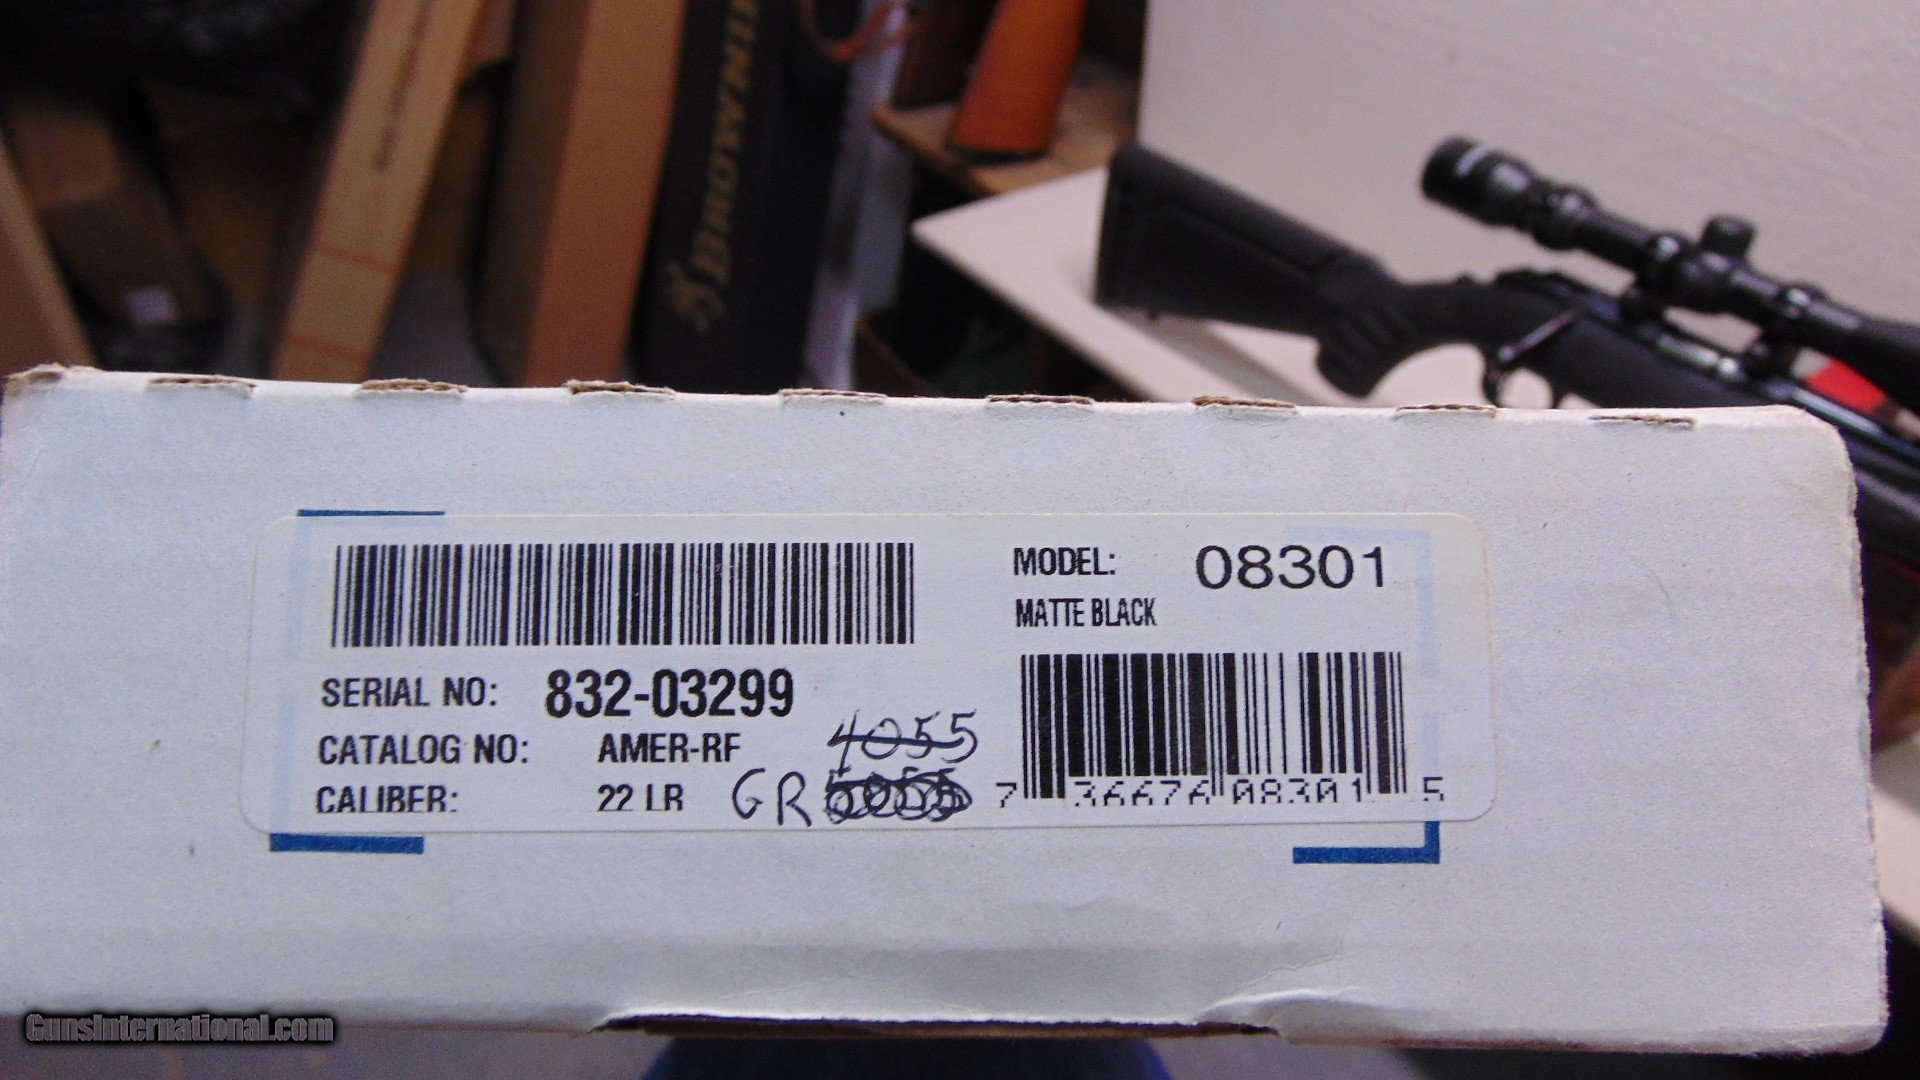 BROWNIN
MODEL: 08301
MATTE BLACK
SERIAL NO: 832-03299
CATALOG NO: AMER-RF 4055
CALIBER: 22 LR GR
7 36676 08301 5
GunsInternational.com